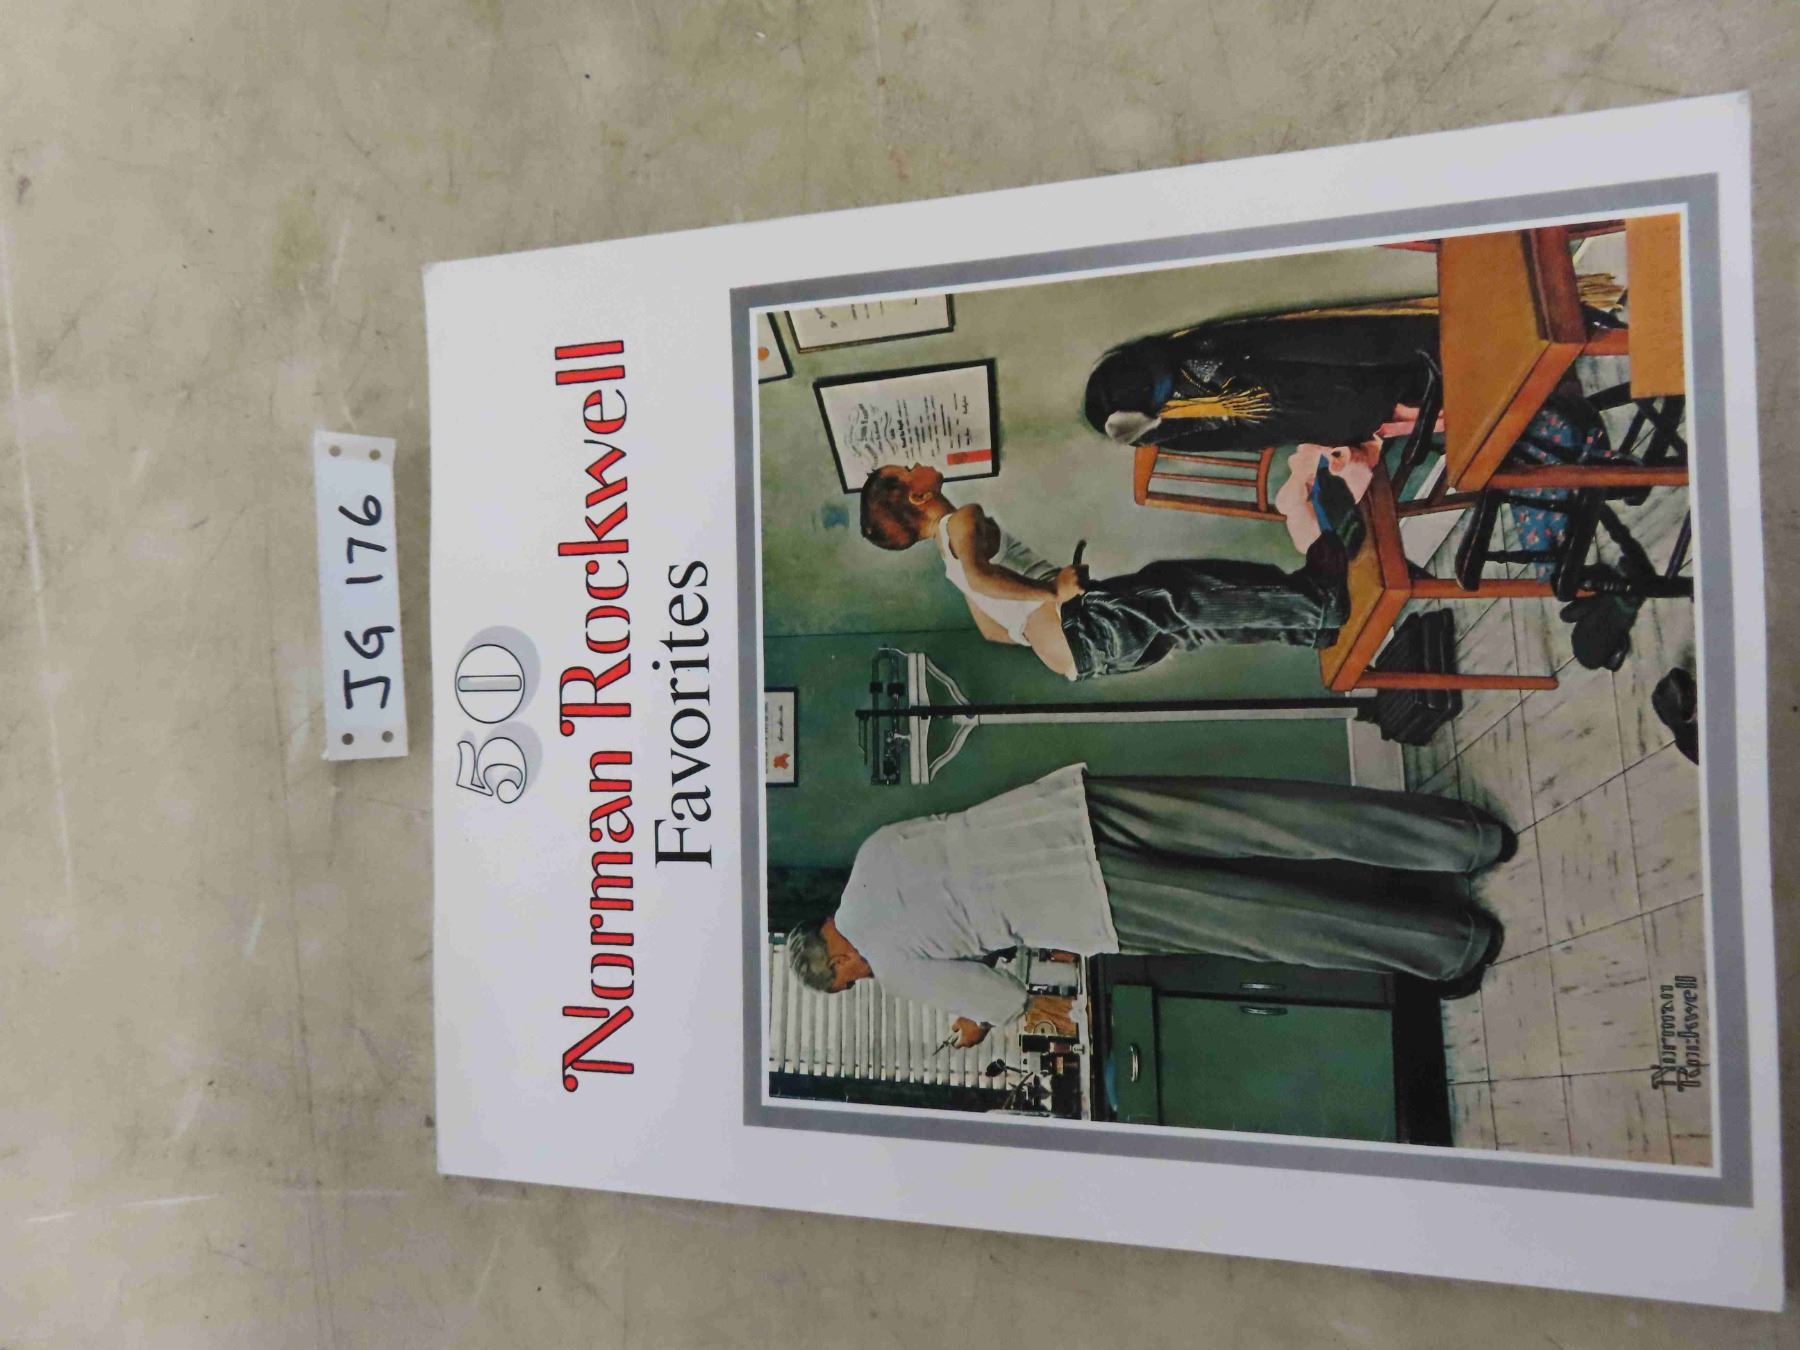 JG 176
50
Norman Rockwell
Favorites
Norman
Rockwell